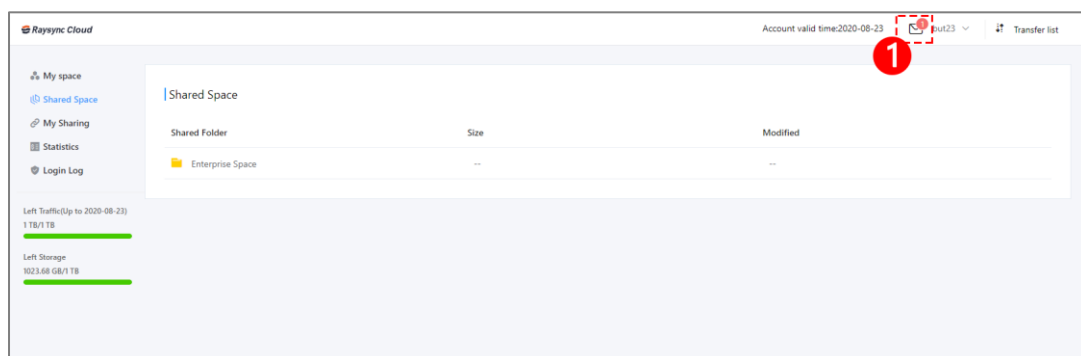 Raysync Cloud
Account valid time:2020-08-23
1
out23
Transfer list
1
My space
Shared Space
My Sharing
Statistics
Login Log
Left Traffic(Up to 2020-08-23)
1 TB/1 TB
Left Storage
1023.68 GB/1 TB
Shared Space
Shared Folder Size Modified
Enterprise Space -- --